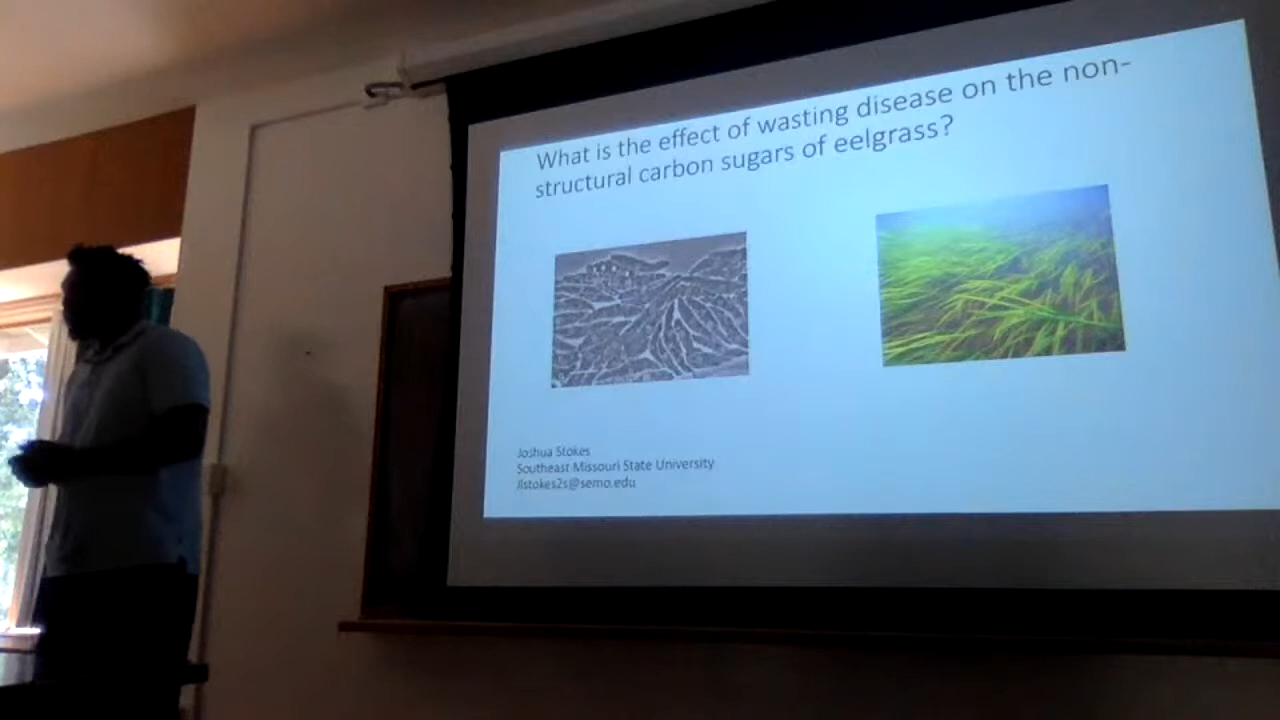 What is the effect of wasting disease on the non-
structural carbon sugars of eelgrass?
Joshua Stokes
Southeast Missouri State University
jlstokes2s@semo.edu